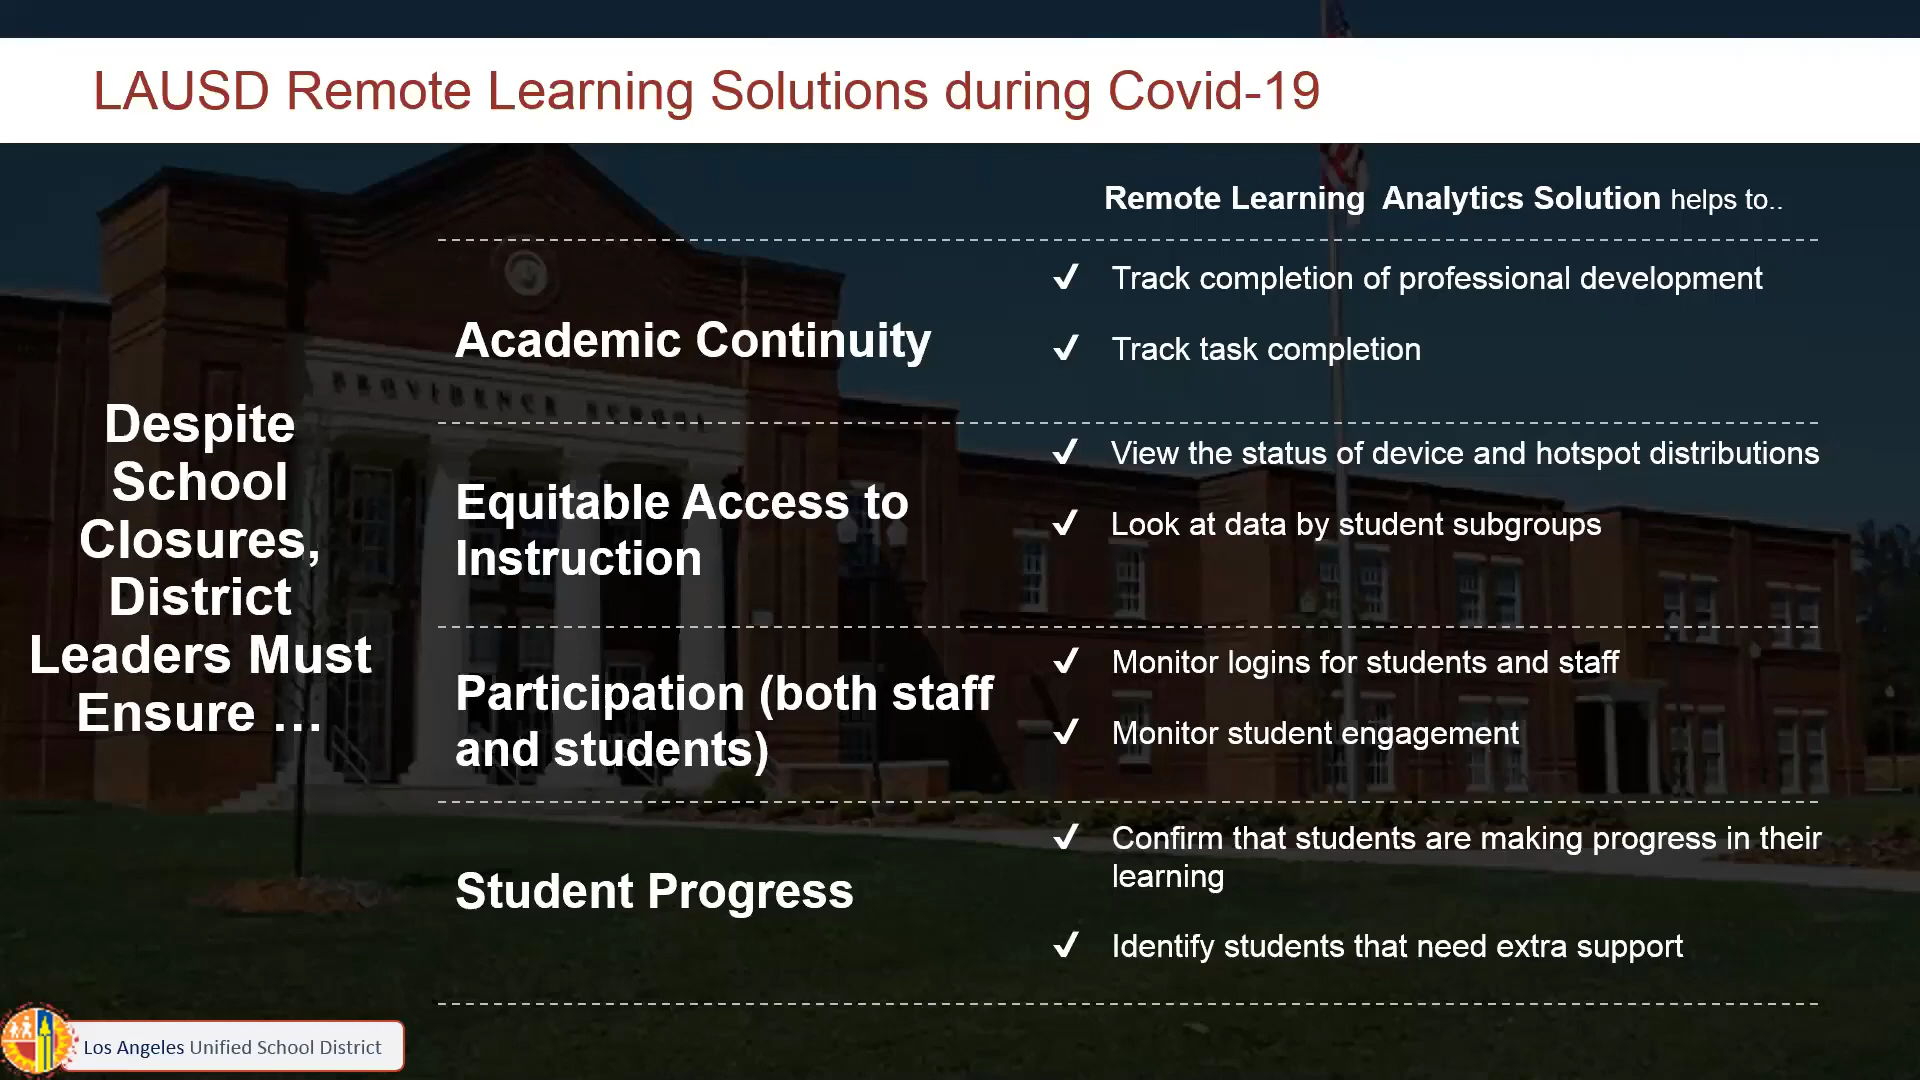 LAUSD Remote Learning Solutions during Covid-19
Remote Learning  Analytics Solution helps to..
Despite
School
Closures,
District
Leaders Must
Ensure …
Academic Continuity
✓ Track completion of professional development
✓ Track task completion
Equitable Access to
Instruction
✓ View the status of device and hotspot distributions
✓ Look at data by student subgroups
Participation (both staff
and students)
✓ Monitor logins for students and staff
✓ Monitor student engagement
Student Progress
✓ Confirm that students are making progress in their
learning
✓ Identify students that need extra support
PROVIDENCE SCHOOL
Los Angeles Unified School District